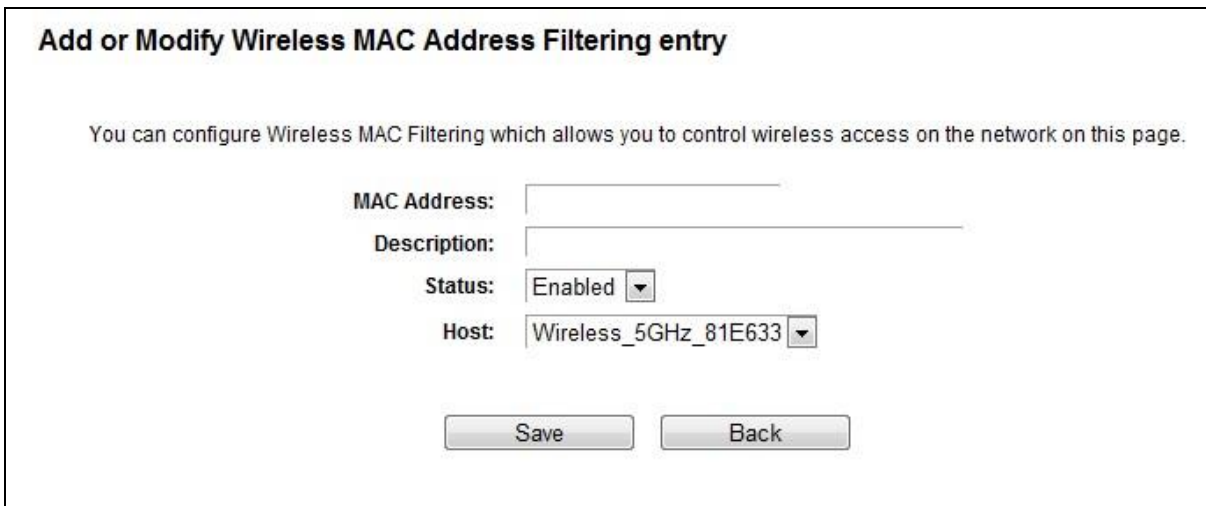 Add or Modify Wireless MAC Address Filtering entry
You can configure Wireless MAC Filtering which allows you to control wireless access on the network on this page.
MAC Address:
Description:
Status: Enabled
Host: Wireless_5GHz_81E633
Save Back